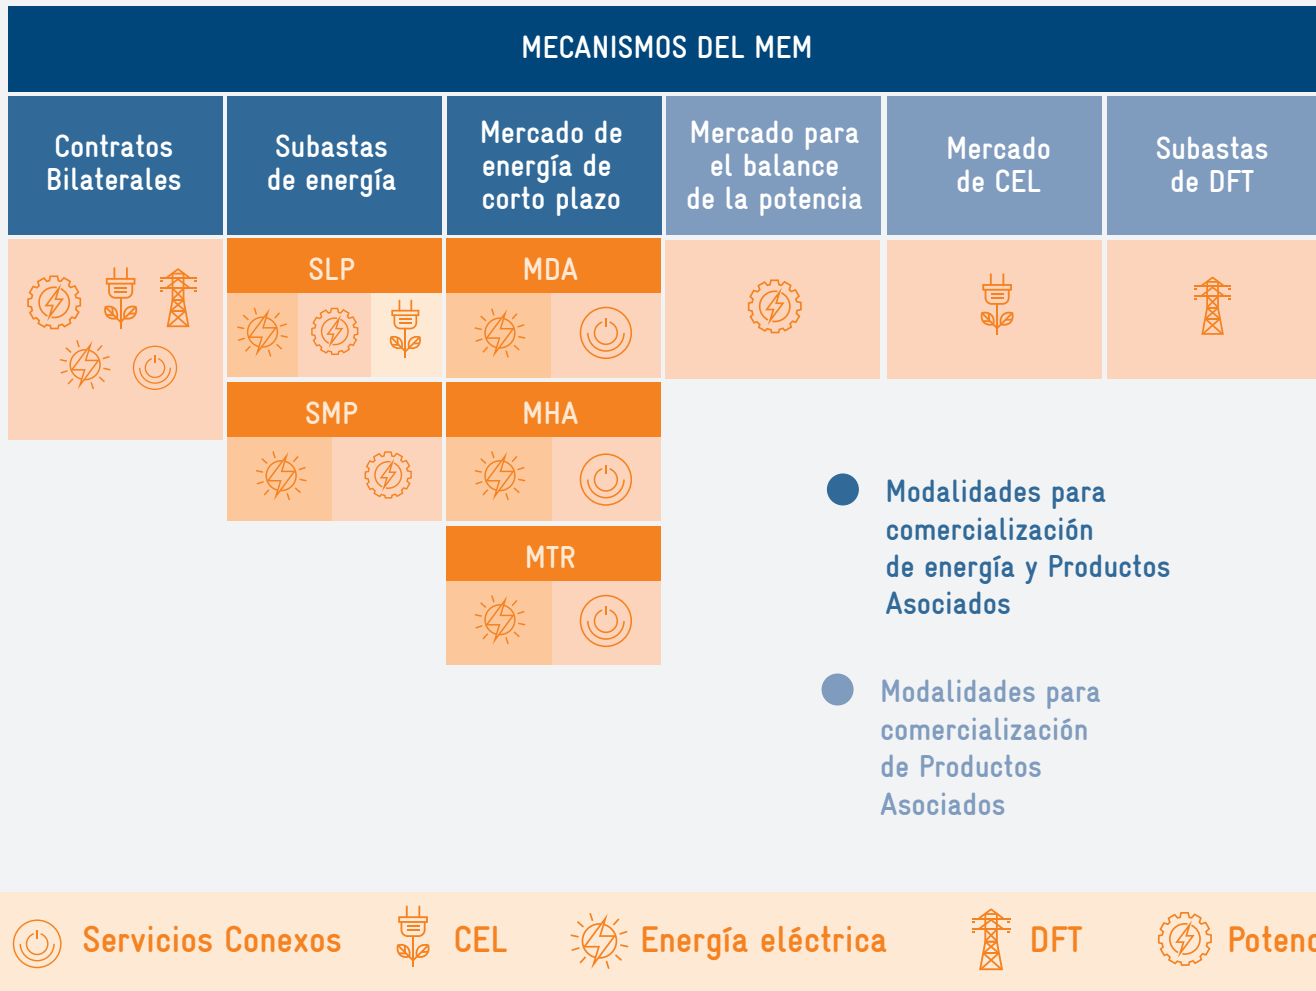 MECANISMOS DEL MEM
Contratos
Bilaterales
Subastas
de energía
Mercado de
energía de
corto plazo
Mercado para
el balance
de la potencia
Mercado
de CEL
Subastas
de DFT
SLP
MDA
SMP
MHA
MTR
Modalidades para
comercialización
de energía y Productos
Asociados
Modalidades para
comercialización
de Productos
Asociados
Servicios Conexos
CEL
Energía eléctrica
DFT